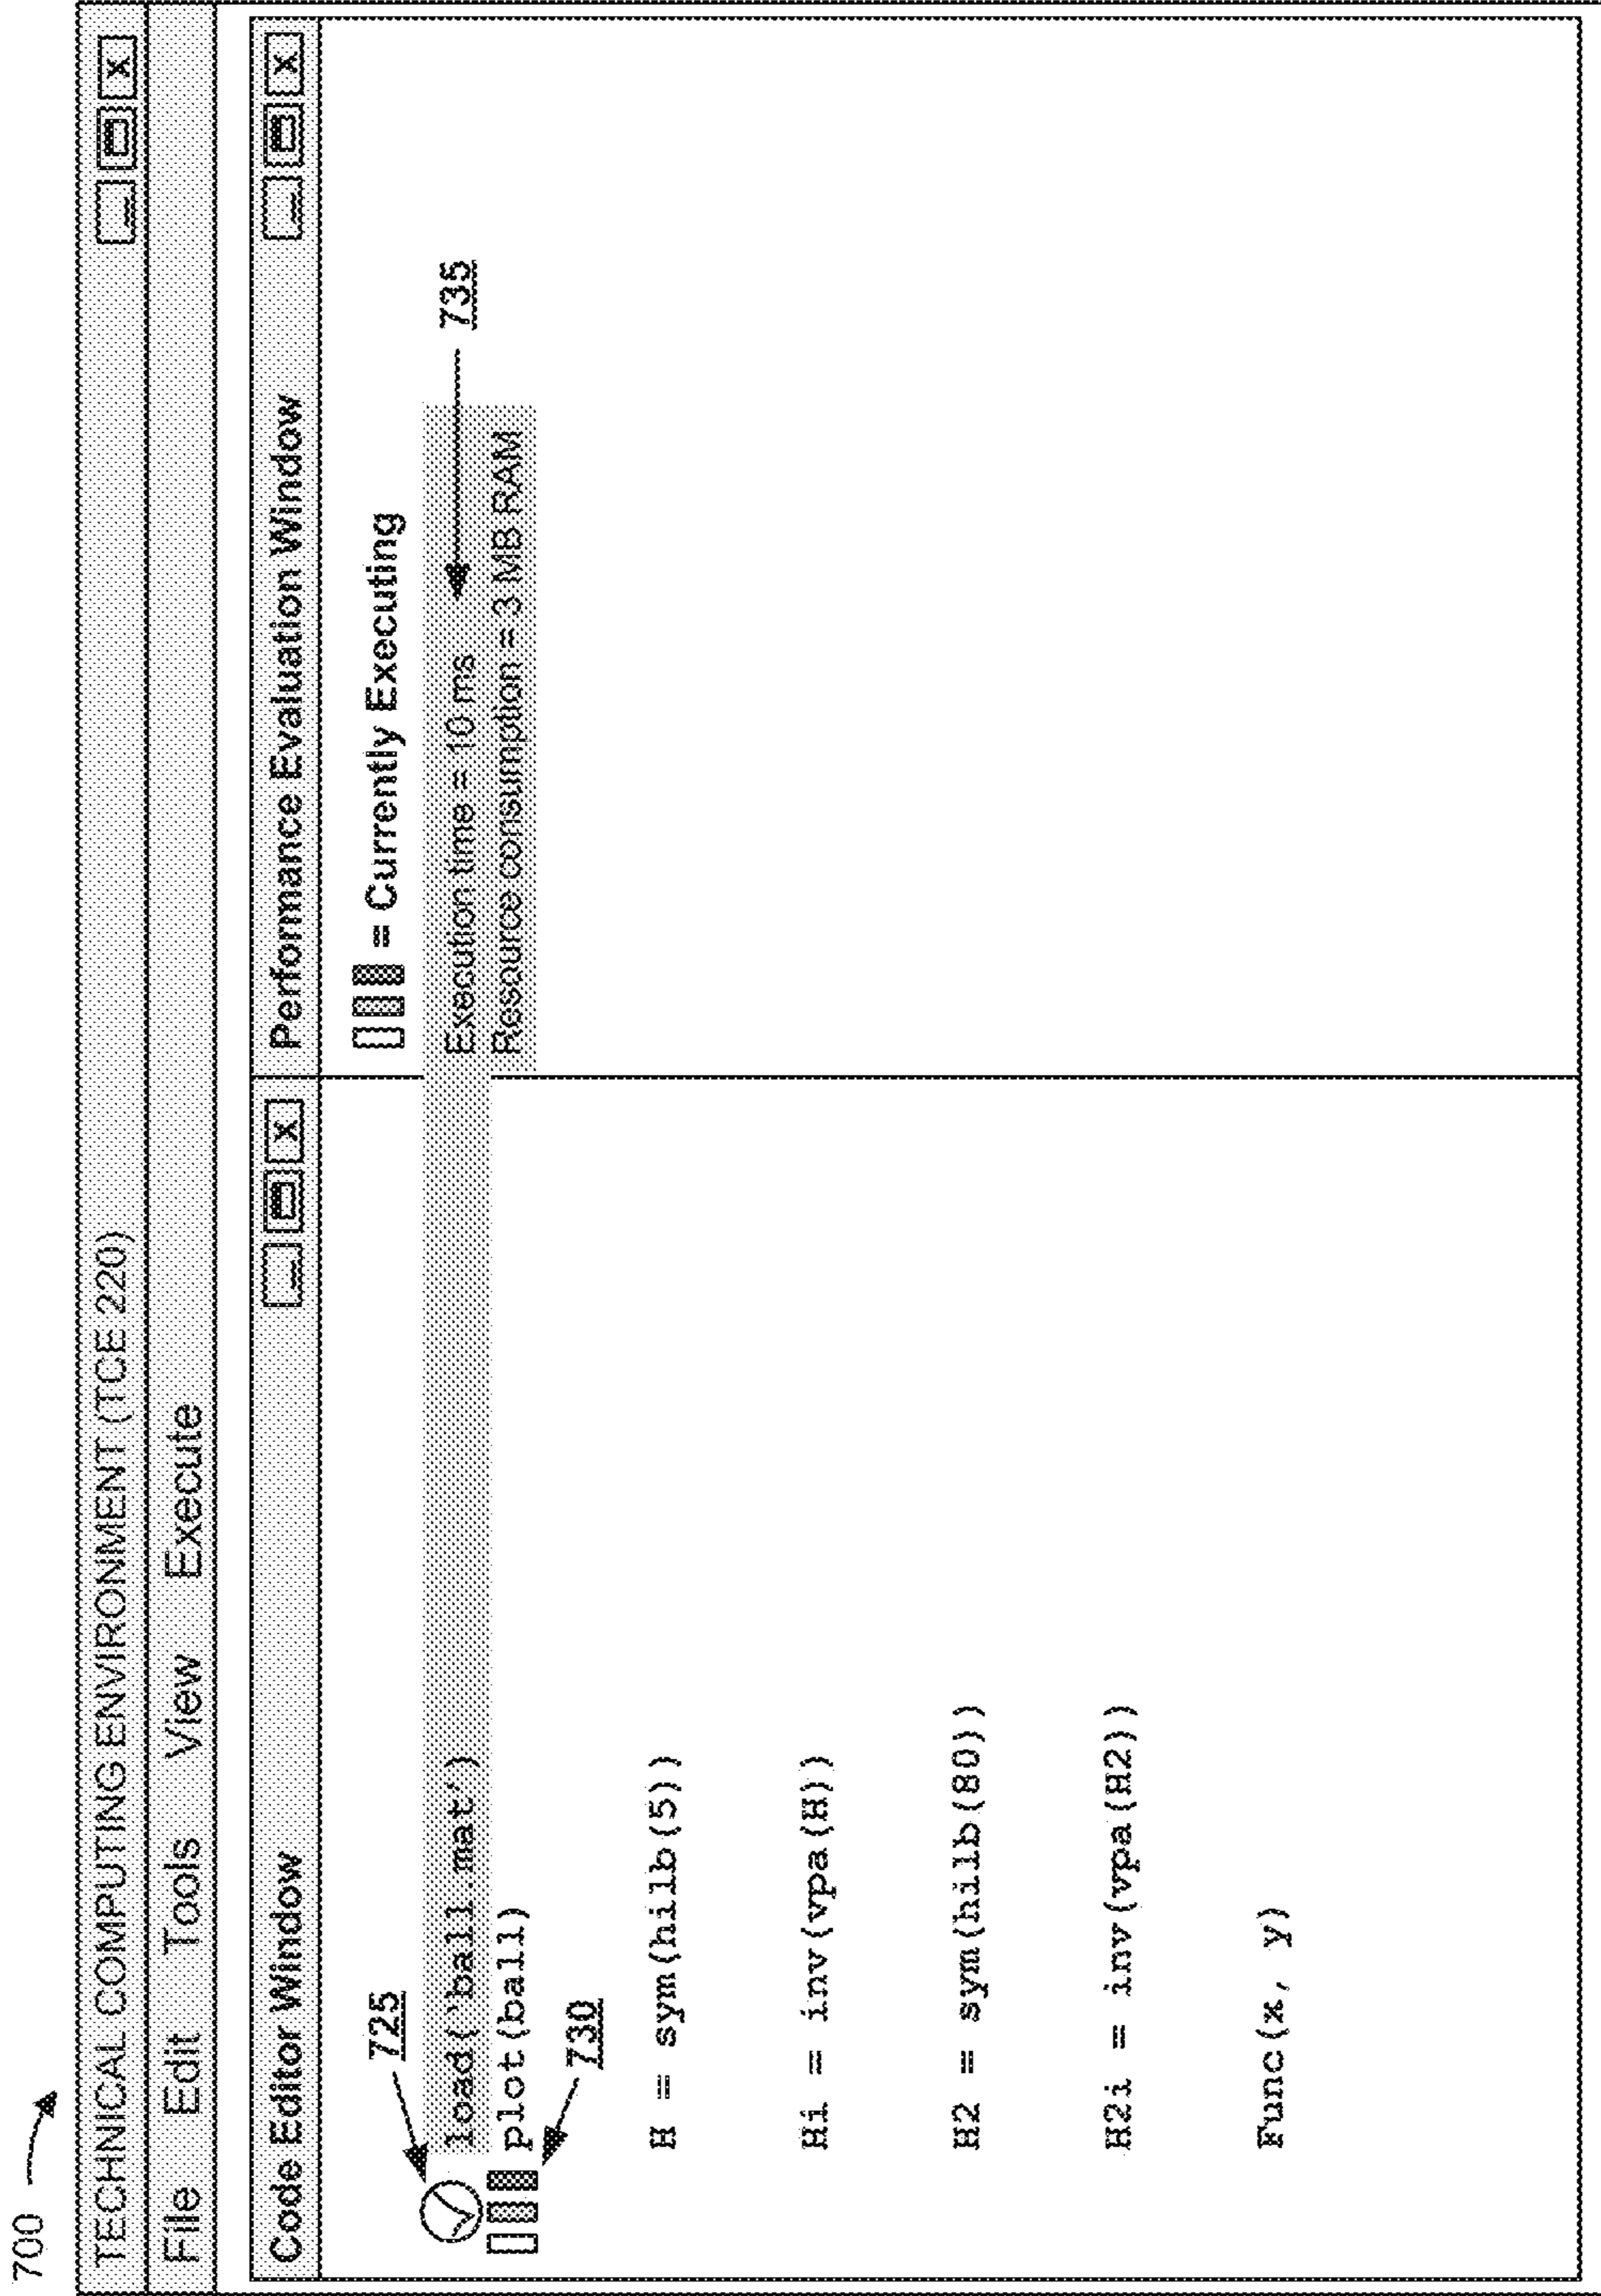 700
TECHNICAL COMPUTING ENVIRONMENT (TCE 220)
File Edit Tools View Execute
Code Editor Window
Performance Evaluation Window
= Currently Executing
725
load('ball.mat')
Execution time = 10 ms
735
plot(ball)
Resource consumption = 3 MB RAM
730
H = sym(hilb(5))
Hi = inv(vpa(H))
H2 = sym(hilb(80))
H2i = inv(vpa(H2))
Func(x, y)